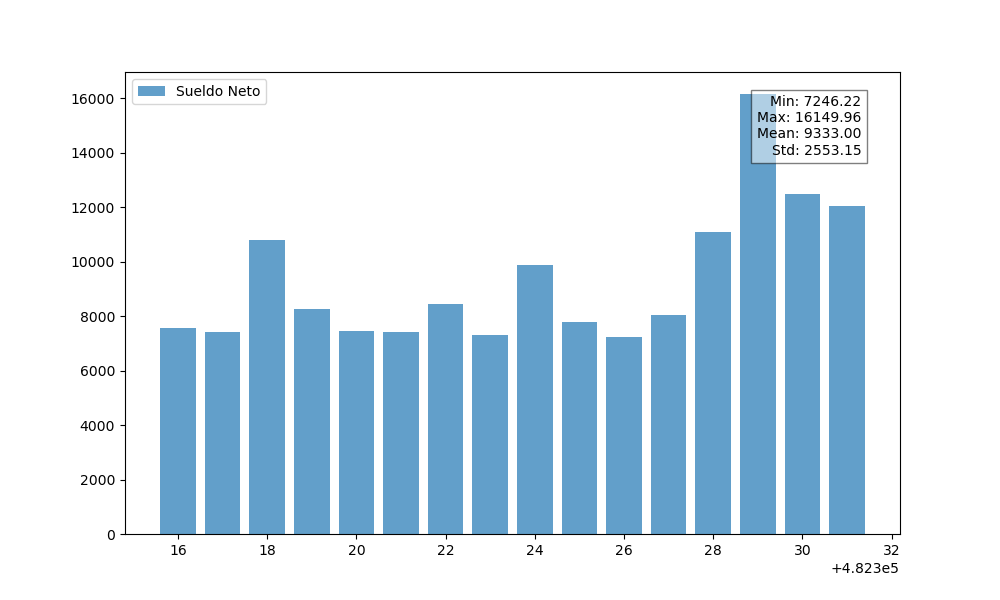 Sueldo Neto
Min: 7246.22
Max: 16149.96
Mean: 9333.00
Std: 2553.15
16000
14000
12000
10000
8000
6000
4000
2000
0
16 18 20 22 24 26 28 30 32
+4.823e5